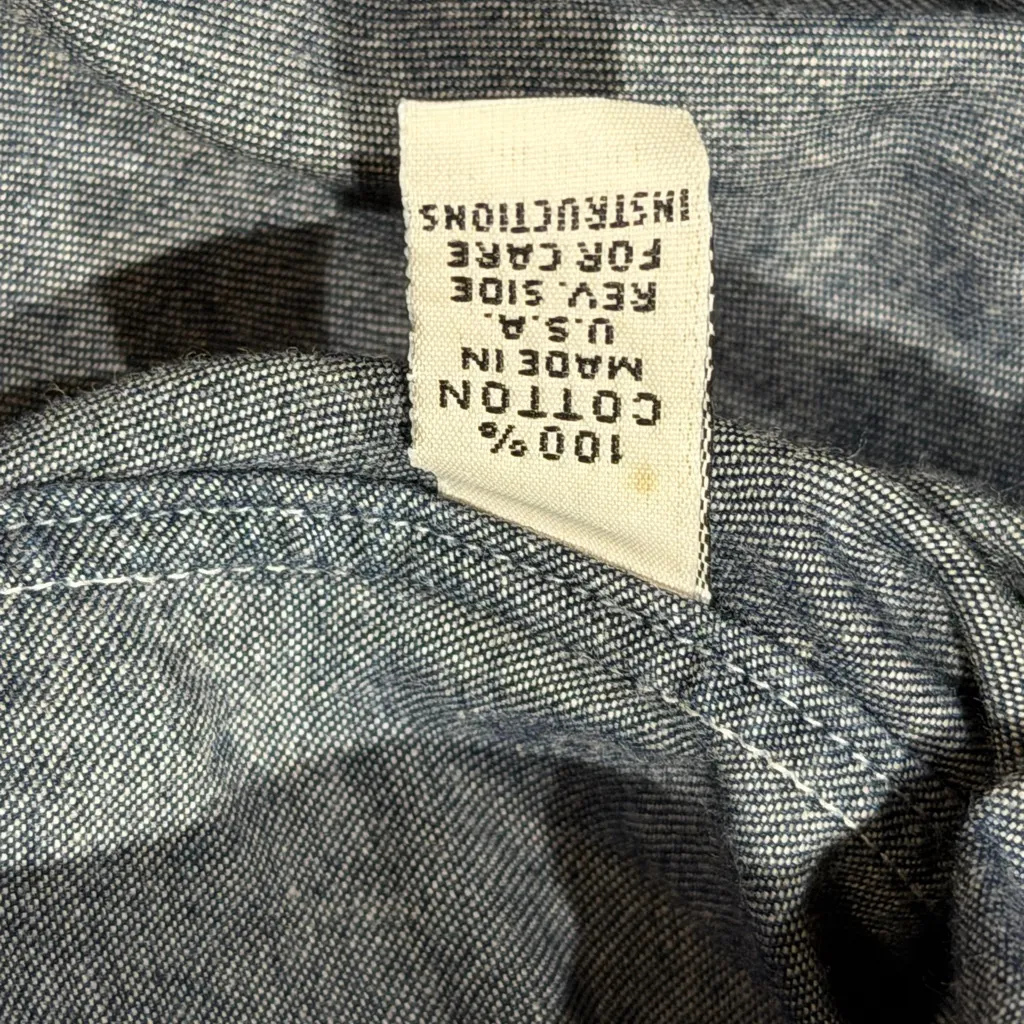 100%
COTTON
MADE IN
U.S.A.
REV. SIDE
FOR CARE
INSTRUCTIONS